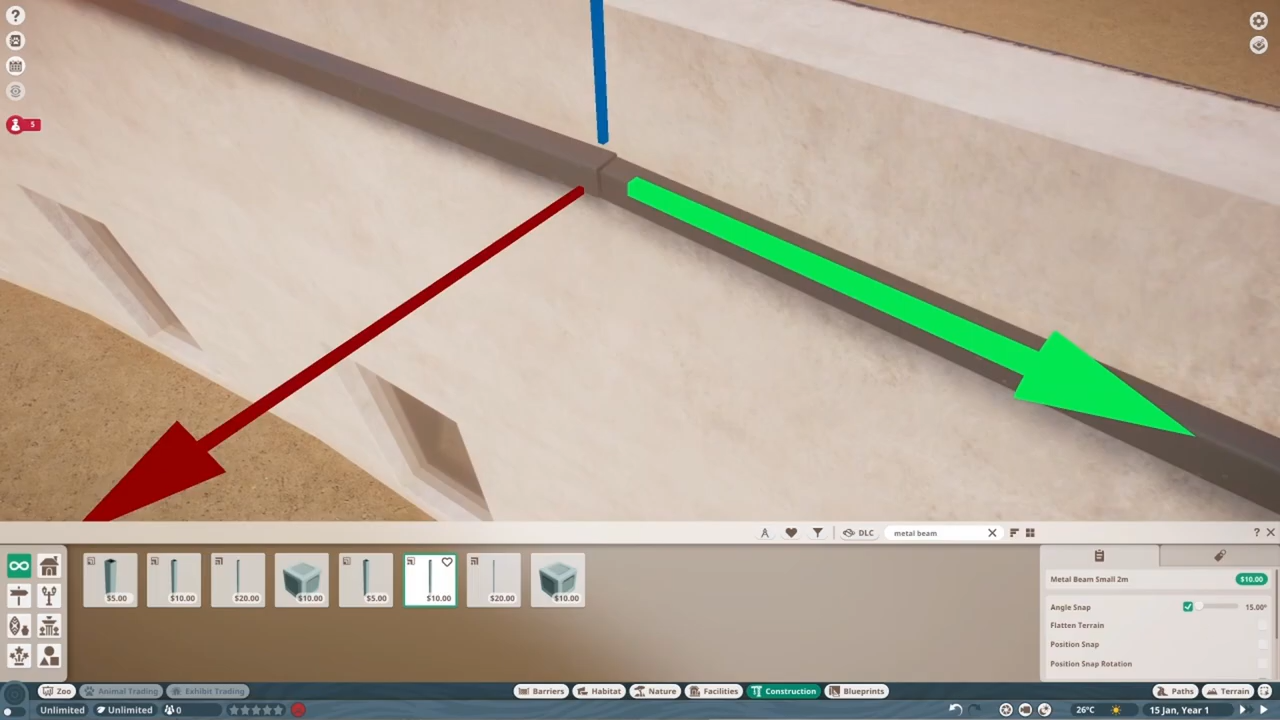 ?
5
DLC
metal beam
?
$5.00
$10.00
$20.00
$10.00
$5.00
$10.00
$20.00
$10.00
Metal Beam Small 2m
$10.00
Angle Snap
15.00°
Flatten Terrain
Position Snap
Position Snap Rotation
Zoo
Animal Trading
Exhibit Trading
Barriers
Habitat
Nature
Facilities
Construction
Blueprints
Paths
Terrain
Unlimited
Unlimited
0
26°C
15 Jan, Year 1